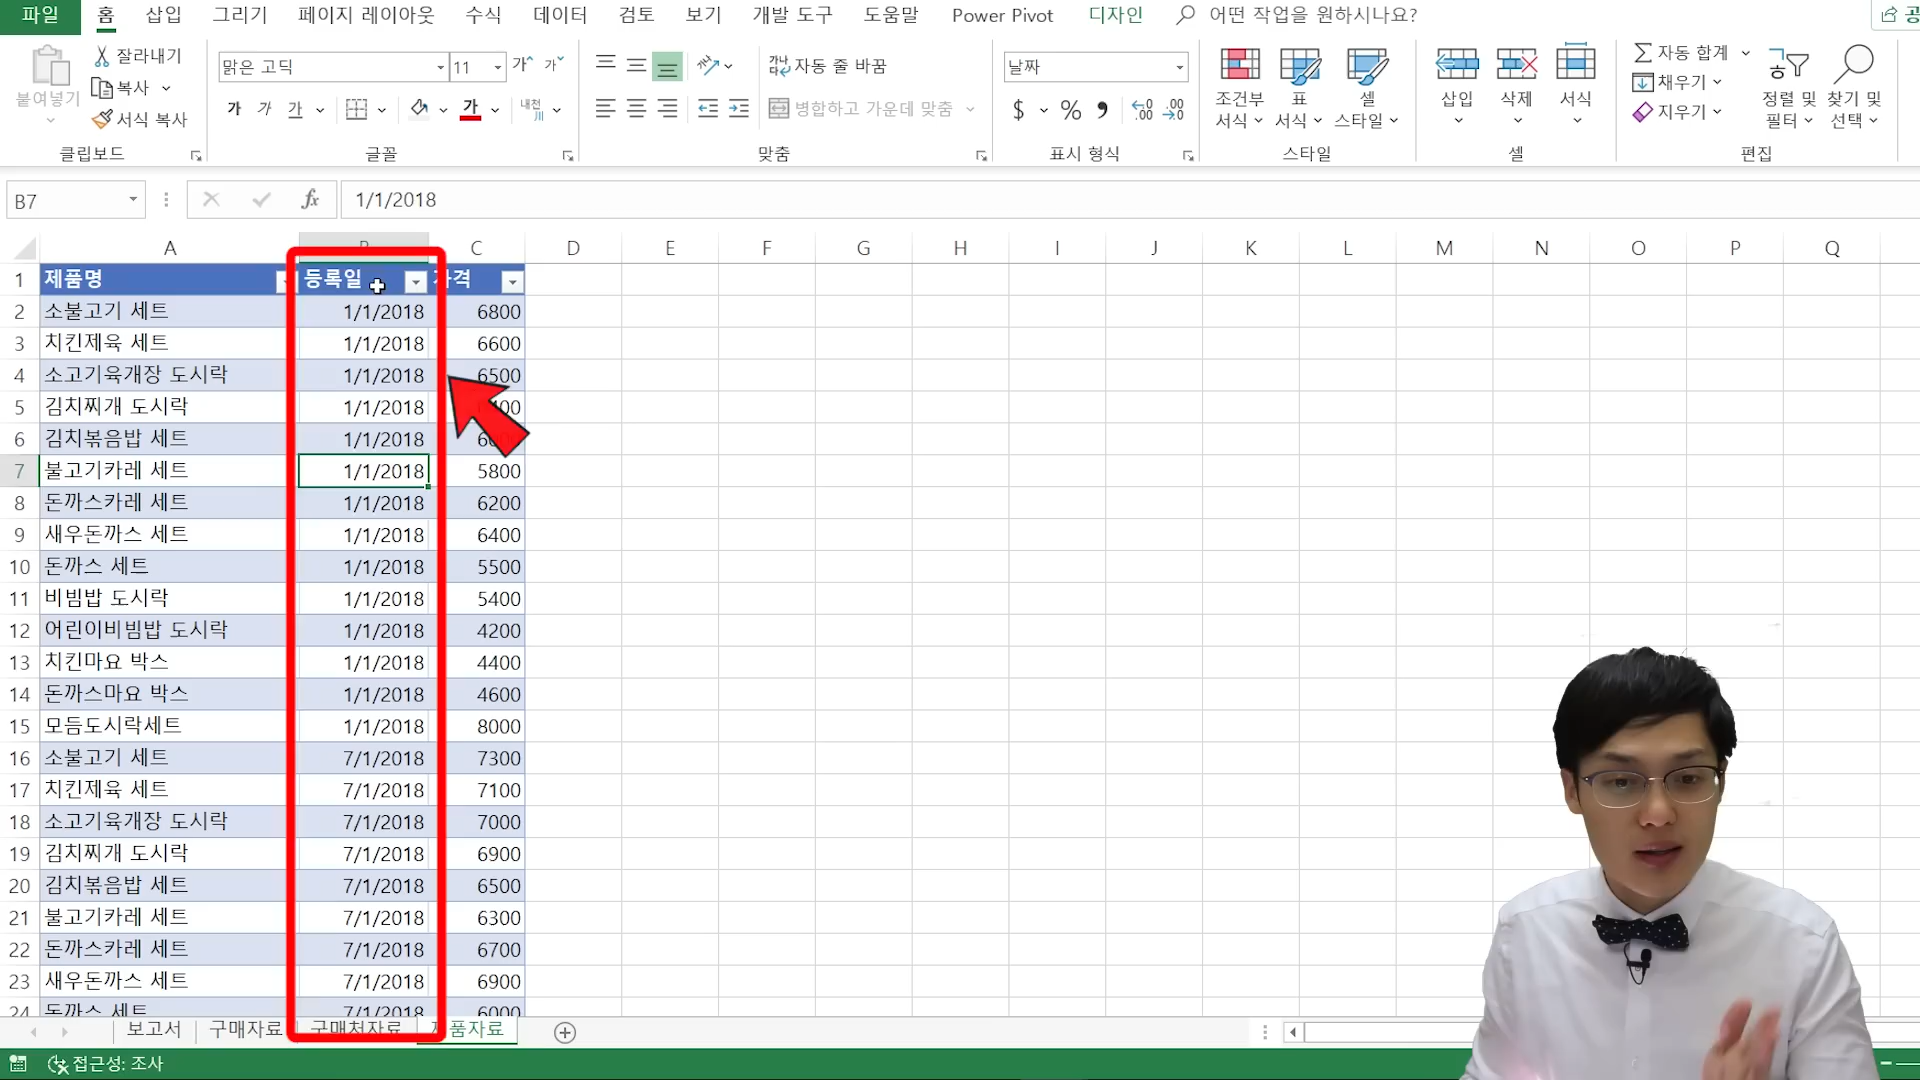 파일 홈 삽입 그리기 페이지 레이아웃 수식 데이터 검토 보기 개발 도구 도움말 Power Pivot 디자인 어떤 작업을 원하시나요?
붙여넣기 잘라내기 복사 서식 복사
클립보드
맑은 고딕 11
가 가 가 가 내천
글꼴
자동 줄 바꿈
병합하고 가운데 맞춤
맞춤
날짜
$ % , .00 .00
표시 형식
조건부 서식 표 서식 셀 스타일
스타일
삽입 삭제 서식
셀
자동 합계 채우기 지우기 정렬 및 필터 찾기 및 선택
편집
B7 fx 1/1/2018
A C D E F G H I J K L M N O P Q
1 제품명 등록일
2 소불고기 세트 1/1/2018 6800
3 치킨제육 세트 1/1/2018 6600
4 소고기육개장 도시락 1/1/2018 6500
5 김치찌개 도시락 1/1/2018
6 김치볶음밥 세트 1/1/2018
7 불고기카레 세트 1/1/2018 5800
8 돈까스카레 세트 1/1/2018 6200
9 새우돈까스 세트 1/1/2018 6400
10 돈까스 세트 1/1/2018 5500
11 비빔밥 도시락 1/1/2018 5400
12 어린이비빔밥 도시락 1/1/2018 4200
13 치킨마요 박스 1/1/2018 4400
14 돈까스마요 박스 1/1/2018 4600
15 모듬도시락세트 1/1/2018 8000
16 소불고기 세트 7/1/2018 7300
17 치킨제육 세트 7/1/2018 7100
18 소고기육개장 도시락 7/1/2018 7000
19 김치찌개 도시락 7/1/2018 6900
20 김치볶음밥 세트 7/1/2018 6500
21 불고기카레 세트 7/1/2018 6300
22 돈까스카레 세트 7/1/2018 6700
23 새우돈까스 세트 7/1/2018 6900
24 돈까스 세트 7/1/2018 6000
보고서 구매자료 구매처자료 제품자료
접근성: 조사